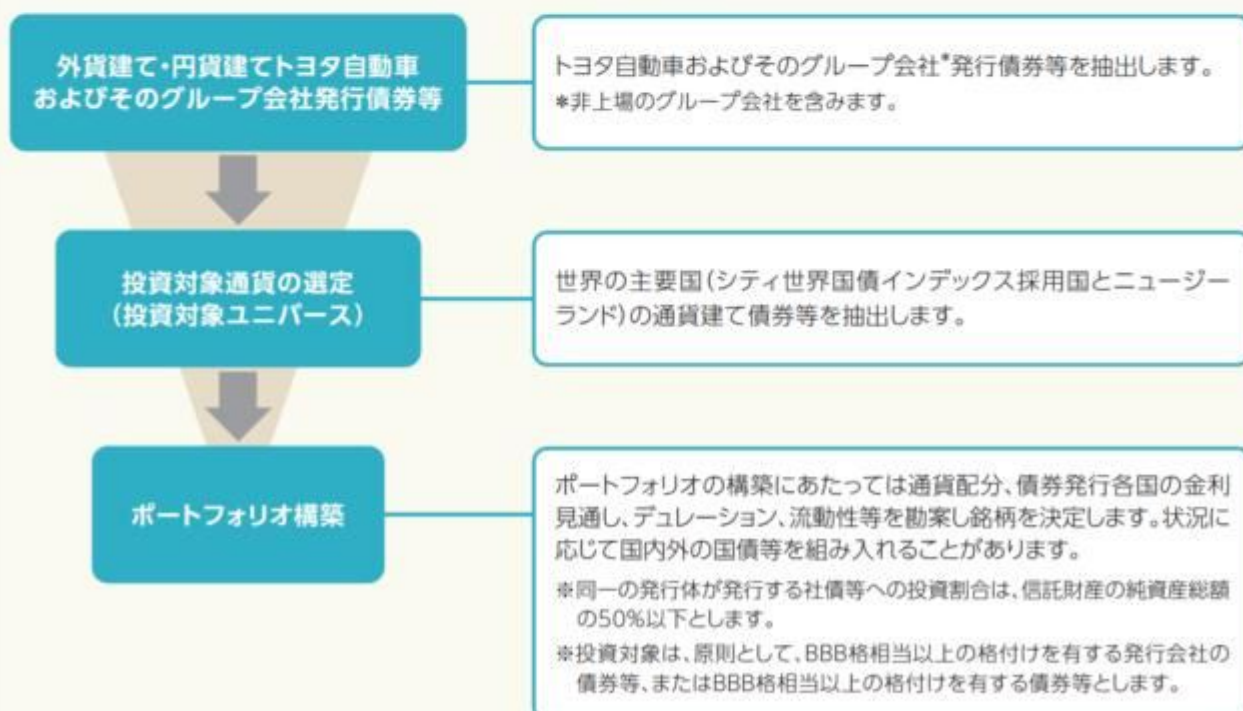 外貨建て・円貨建てトヨタ自動車
およびそのグループ会社発行債券等
トヨタ自動車およびそのグループ会社*発行債券等を抽出します。
*非上場のグループ会社を含みます。
投資対象通貨の選定
(投資対象ユニバース)
世界の主要国(シティ世界国債インデックス採用国とニュージー
ランド)の通貨建て債券等を抽出します。
ポートフォリオ構築
ポートフォリオの構築にあたっては通貨配分、債券発行各国の金利
見通し、デュレーション、流動性等を勘案し銘柄を決定します。状況に
応じて国内外の国債等を組み入れることがあります。
※同一の発行体が発行する社債等への投資割合は、信託財産の純資産総額
の50%以下とします。
※投資対象は、原則として、BBB格相当以上の格付けを有する発行会社の
債券等、またはBBB格相当以上の格付けを有する債券等とします。